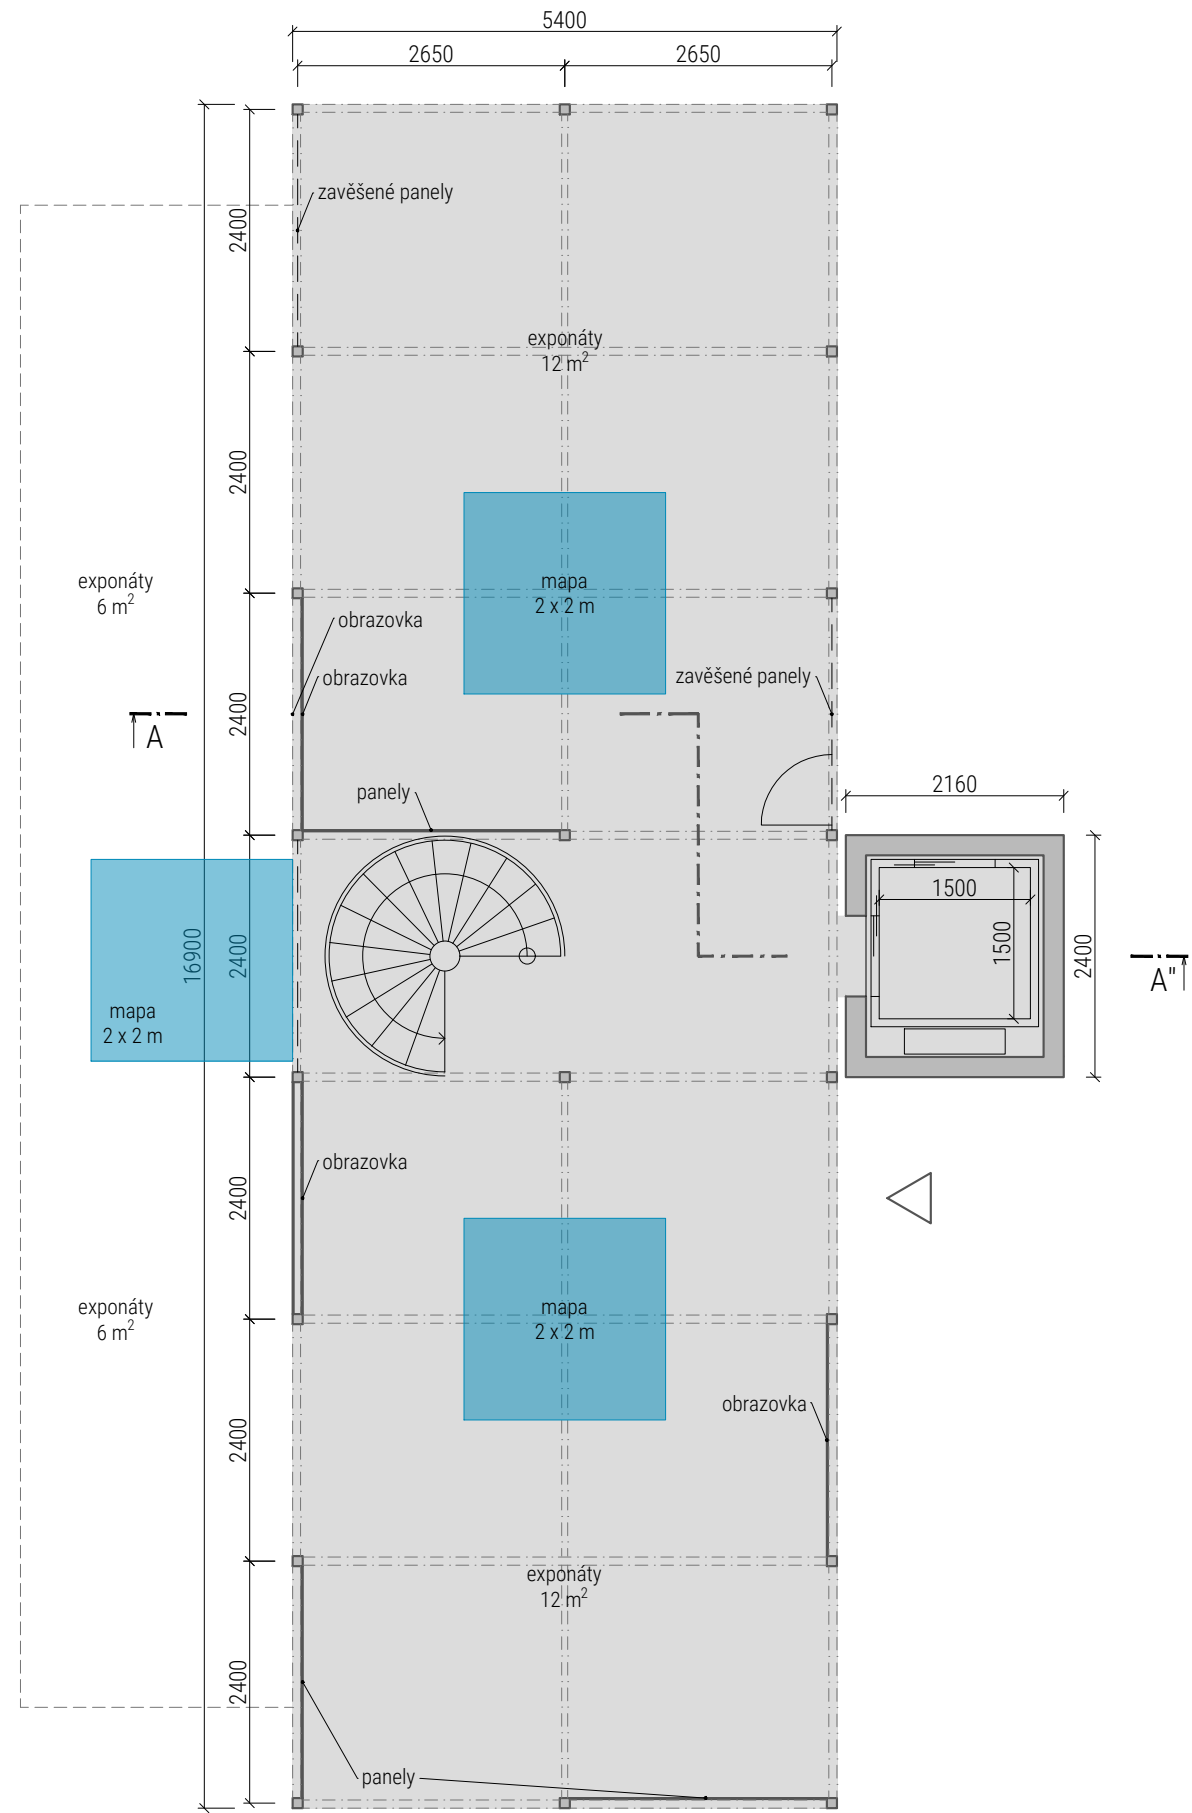 5400
2650
2650
zavěšené panely
2400
exponáty
12 m²
2400
exponáty
6 m²
mapa
2 x 2 m
obrazovka
obrazovka
zavěšené panely
2400
A
panely
2160
1500
1500
2400
16900
2400
A"
mapa
2 x 2 m
obrazovka
2400
exponáty
6 m²
mapa
2 x 2 m
obrazovka
2400
exponáty
12 m²
2400
panely